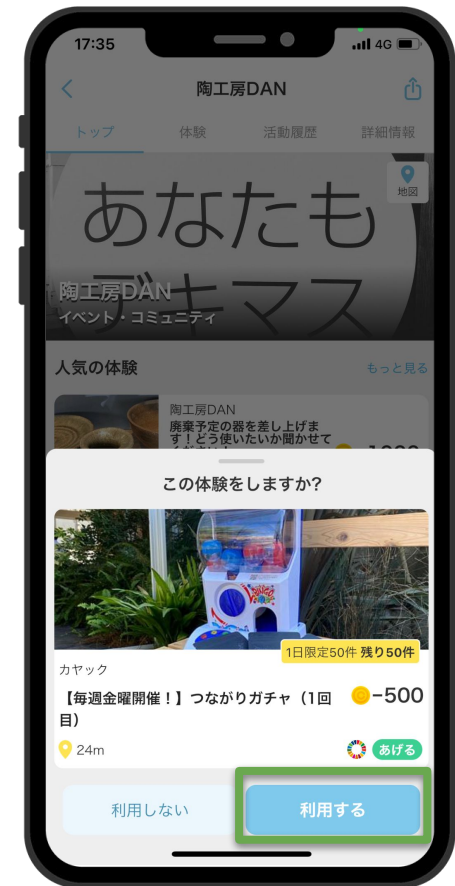 17:35
4G
陶工房DAN
トップ 体験 活動履歴 詳細情報
地図
あなたも
デキマス
陶工房DAN
イベント・コミュニティ
人気の体験 もっと見る
陶工房DAN
廃棄予定の器を差し上げま
す!どう使いたいか聞かせて
この体験をしますか?
1日限定50件 残り50件
カヤック
【毎週金曜開催!】つながりガチャ(1回
目)
-500
24m
あげる
利用しない 利用する